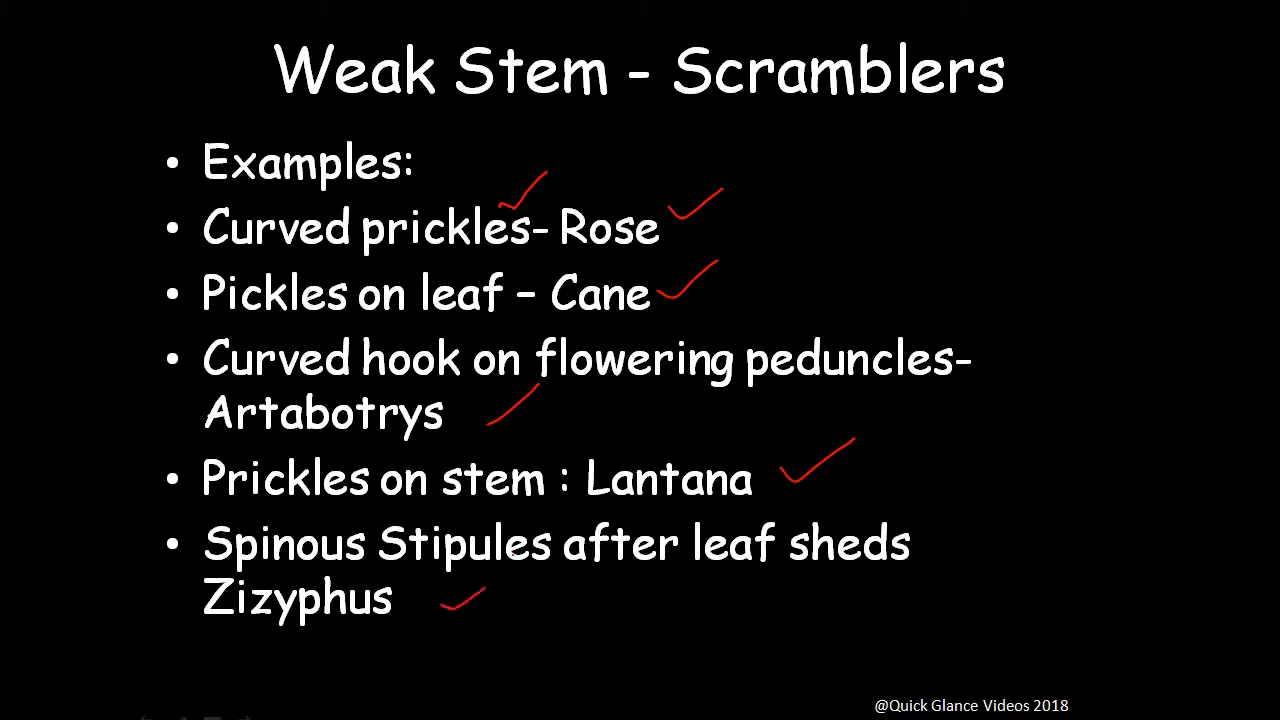 Weak Stem - Scramblers
• Examples:
• Curved prickles- Rose
• Pickles on leaf – Cane
• Curved hook on flowering peduncles-
Artabotrys
• Prickles on stem : Lantana
• Spinous Stipules after leaf sheds
Zizyphus
@Quick Glance Videos 2018